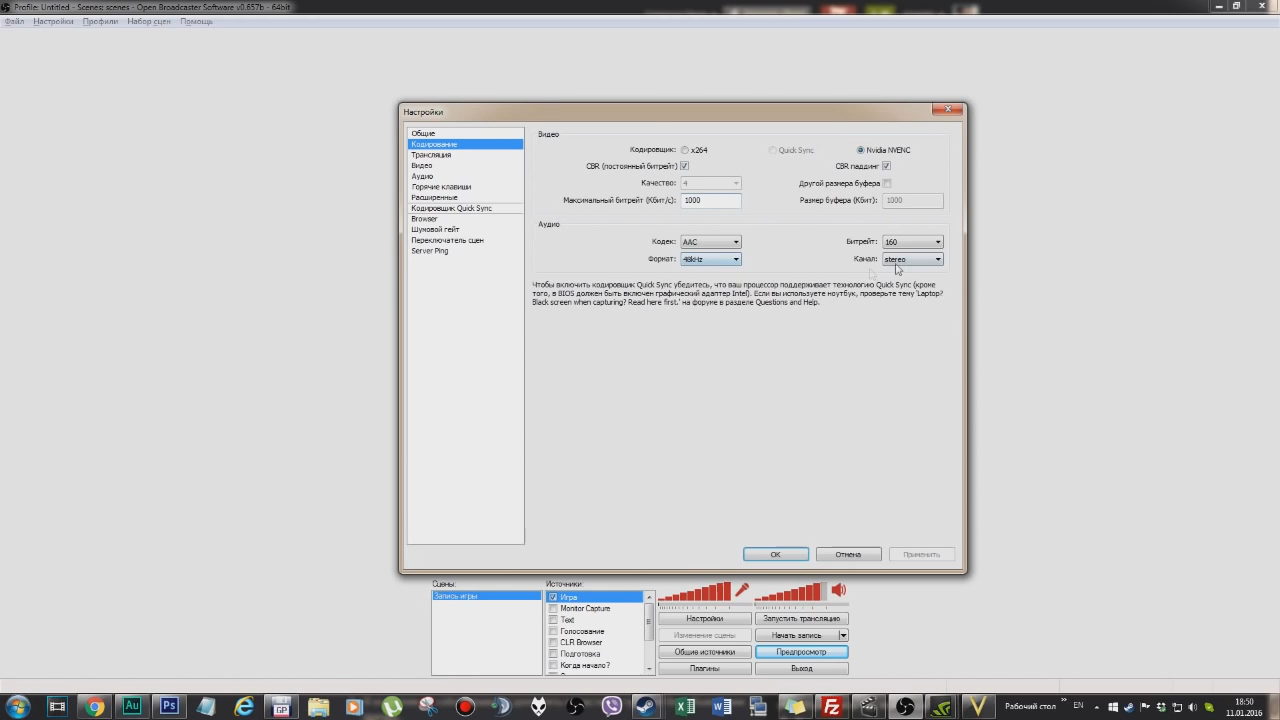 Profile: Untitled - Scenes: scenes - Open Broadcaster Software v0.657b - 64bit
Файл Настройки Профили Набор сцен Помощь
Настройки
Общие
Кодирование
Трансляция
Видео
Аудио
Горячие клавиши
Расширенные
Кодировщик Quick Sync
Browser
Шумовой гейт
Переключатель сцен
Server Ping
Видео
Кодировщик: x264 Quick Sync Nvidia NVENC
CBR (постоянный битрейт) CBR паддинг
Качество: 4 Другой размера буфера
Максимальный битрейт (Кбит/с): 1000 Размер буфера (Кбит): 1000
Аудио
Кодек: AAC Битрейт: 160
Формат: 48kHz Канал: stereo
Чтобы включить кодировщик Quick Sync убедитесь, что ваш процессор поддерживает технологию Quick Sync (кроме
того, в BIOS должен быть включен графический адаптер Intel). Если вы используете ноутбук, проверьте тему 'Laptop?
Black screen when capturing? Read here first.' на форуме в разделе Questions and Help.
OK Отмена Применить
Сцены: Источники:
Запись игры
Игра
Monitor Capture
Text
Голосование
CLR Browser
Подготовка
Когда начало?
Настройки Запустить трансляцию
Изменение сцены Начать запись
Общие источники Предпросмотр
Плагины Выход
Au Ps GP Рабочий стол EN 18:50
11.01.2016